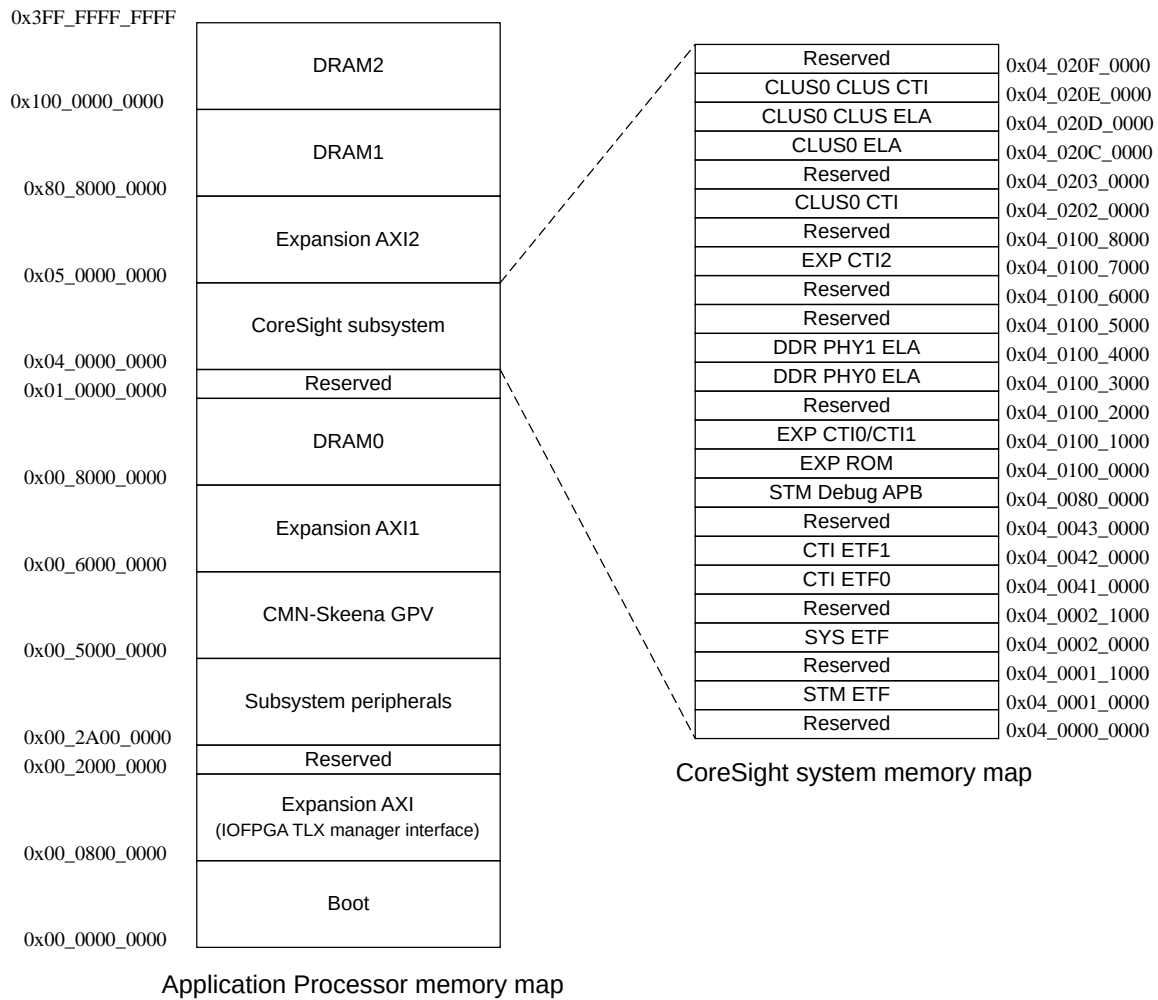 0x3FF_FFFF_FFFF
DRAM2
0x100_0000_0000
DRAM1
0x80_8000_0000
Expansion AXI2
0x05_0000_0000
CoreSight subsystem
0x04_0000_0000
Reserved
0x01_0000_0000
DRAM0
0x00_8000_0000
Expansion AXI1
0x00_6000_0000
CMN-Skeena GPV
0x00_5000_0000
Subsystem peripherals
0x00_2A00_0000
Reserved
0x00_2000_0000
Expansion AXI
(IOFPGA TLX manager interface)
0x00_0800_0000
Boot
0x00_0000_0000
Application Processor memory map
Reserved 0x04_020F_0000
CLUS0 CLUS CTI 0x04_020E_0000
CLUS0 CLUS ELA 0x04_020D_0000
CLUS0 ELA 0x04_020C_0000
Reserved 0x04_0203_0000
CLUS0 CTI 0x04_0202_0000
Reserved 0x04_0100_8000
EXP CTI2 0x04_0100_7000
Reserved 0x04_0100_6000
Reserved 0x04_0100_5000
DDR PHY1 ELA 0x04_0100_4000
DDR PHY0 ELA 0x04_0100_3000
Reserved 0x04_0100_2000
EXP CTI0/CTI1 0x04_0100_1000
EXP ROM 0x04_0100_0000
STM Debug APB 0x04_0080_0000
Reserved 0x04_0043_0000
CTI ETF1 0x04_0042_0000
CTI ETF0 0x04_0041_0000
Reserved 0x04_0002_1000
SYS ETF 0x04_0002_0000
Reserved 0x04_0001_1000
STM ETF 0x04_0001_0000
Reserved 0x04_0000_0000
CoreSight system memory map